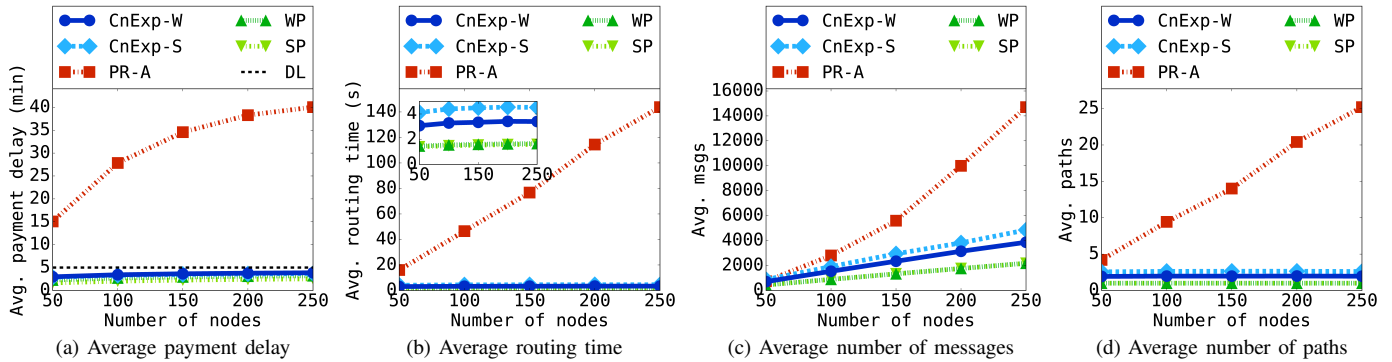 CnExp-W
CnExp-S
PR-A
WP
SP
DL
Avg. payment delay (min)
40
35
30
25
20
15
10
5
0
50 100 150 200 250
Number of nodes
(a) Average payment delay
CnExp-W
CnExp-S
PR-A
WP
SP
Avg. routing time (s)
140
120
100
80
60
40
20
0
4
2
0
50 150 250
50 100 150 200 250
Number of nodes
(b) Average routing time
CnExp-W
CnExp-S
PR-A
WP
SP
Avg. msgs
16000
14000
12000
10000
8000
6000
4000
2000
0
50 100 150 200 250
Number of nodes
(c) Average number of messages
CnExp-W
CnExp-S
PR-A
WP
SP
Avg. paths
25
20
15
10
5
0
50 100 150 200 250
Number of nodes
(d) Average number of paths